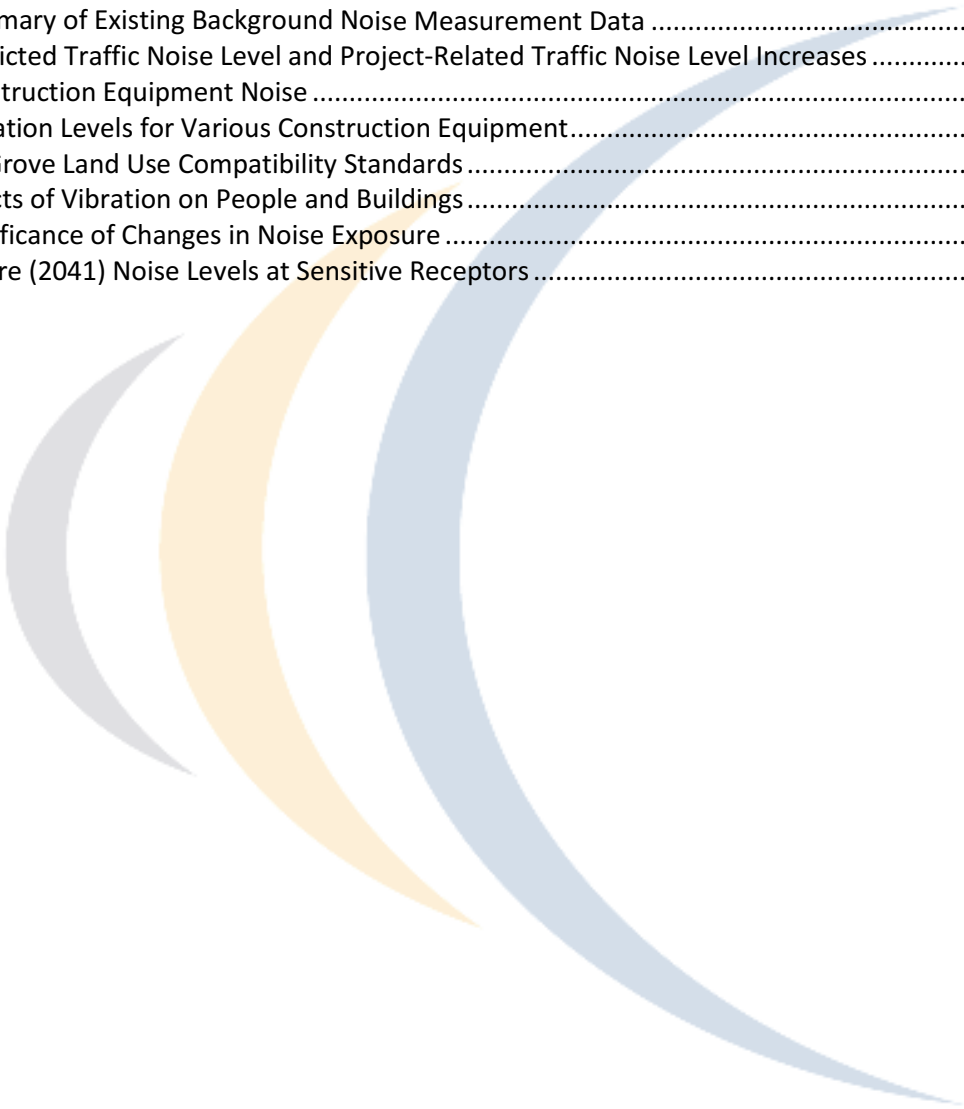 mary of Existing Background Noise Measurement Data ..............................................
icted Traffic Noise Level and Project-Related Traffic Noise Level Increases .............
truction Equipment Noise ................................................................................................
ation Levels for Various Construction Equipment..........................................................
Grove Land Use Compatibility Standards .........................................................................
cts of Vibration on People and Buildings .........................................................................
ificance of Changes in Noise Exposure ............................................................................
re (2041) Noise Levels at Sensitive Receptors ................................................................